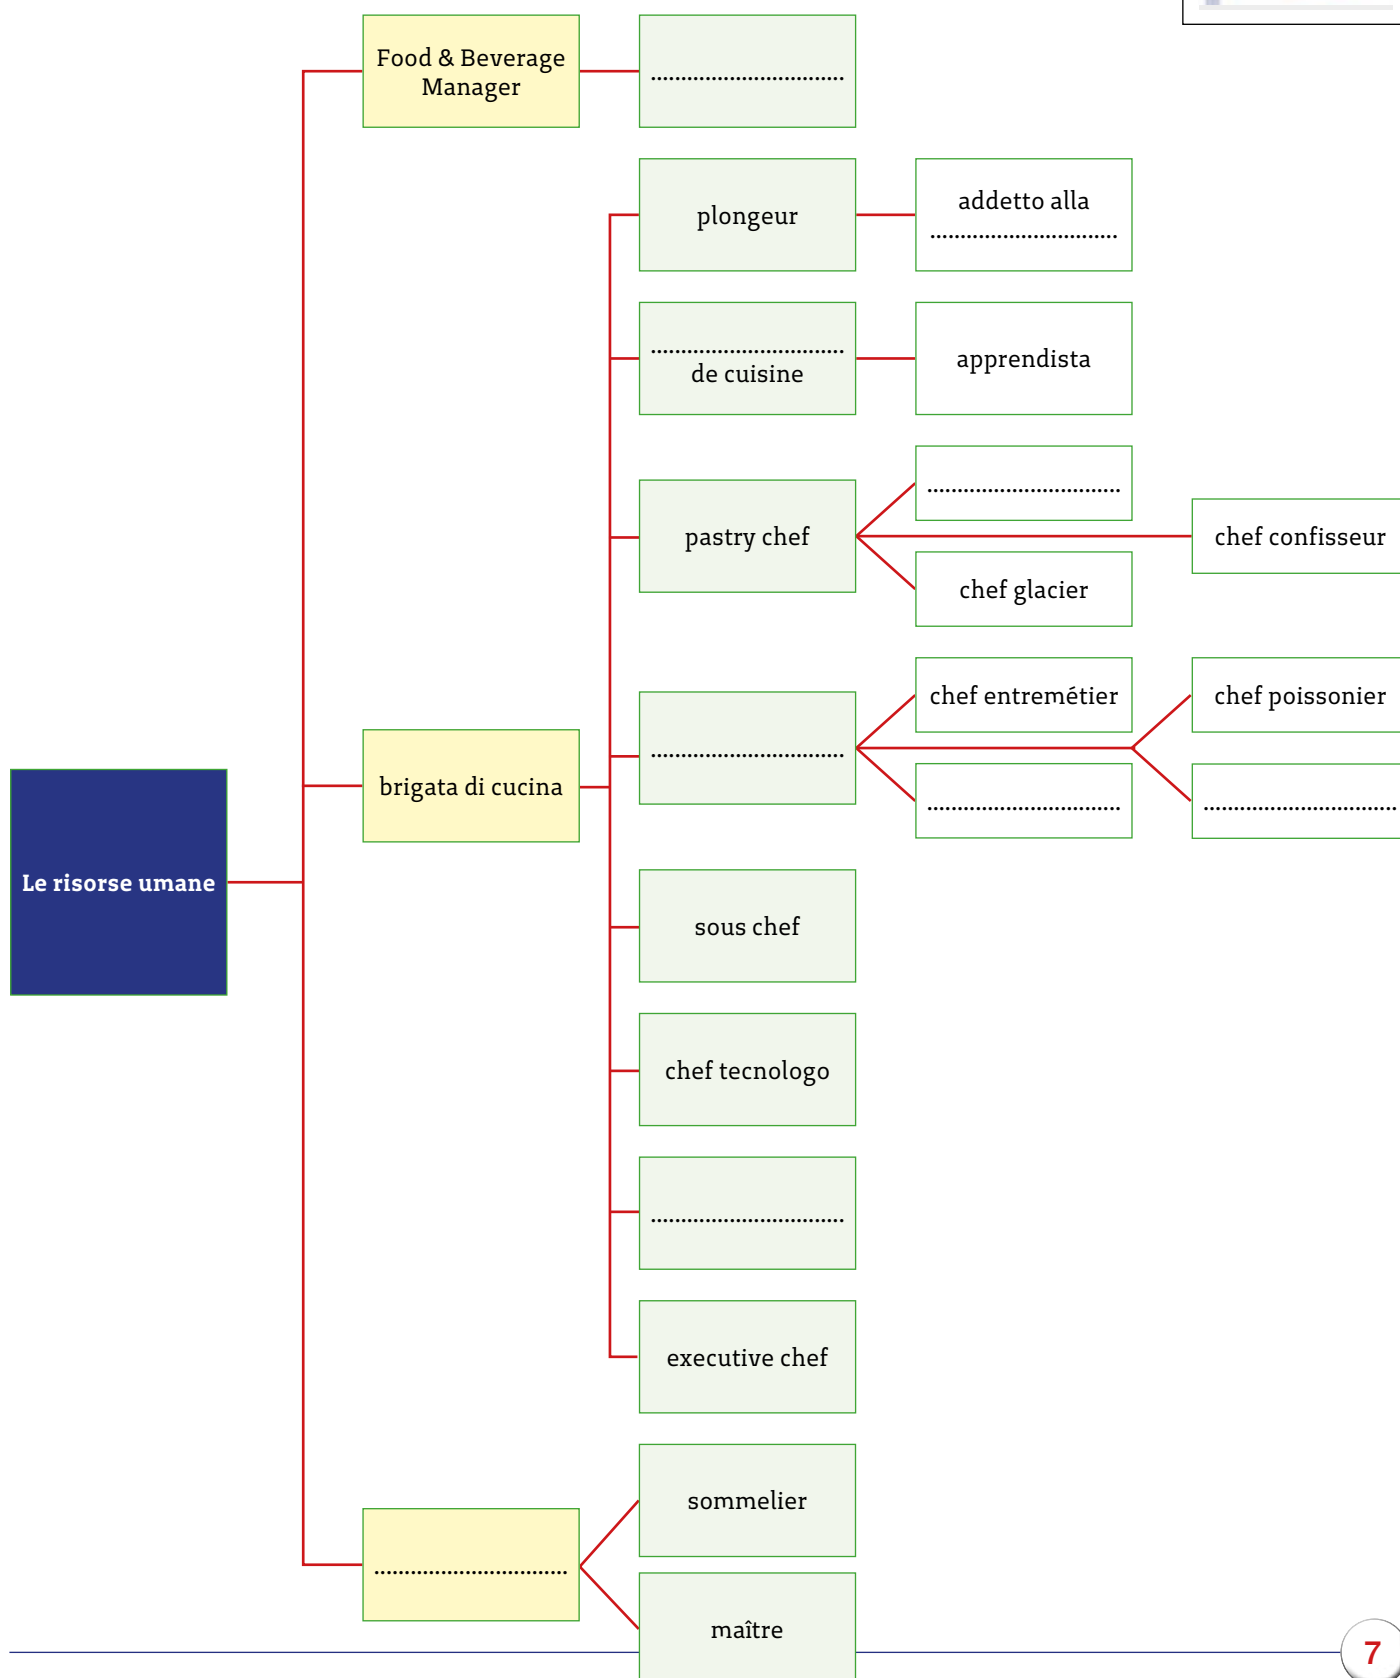 Food & Beverage
Manager
................................
plongeur
addetto alla
...............................
................................
de cuisine
apprendista
................................
pastry chef
chef confisseur
chef glacier
chef entremétier
chef poissonier
................................
brigata di cucina
................................
................................
Le risorse umane
sous chef
chef tecnologo
................................
executive chef
sommelier
................................
maître
7